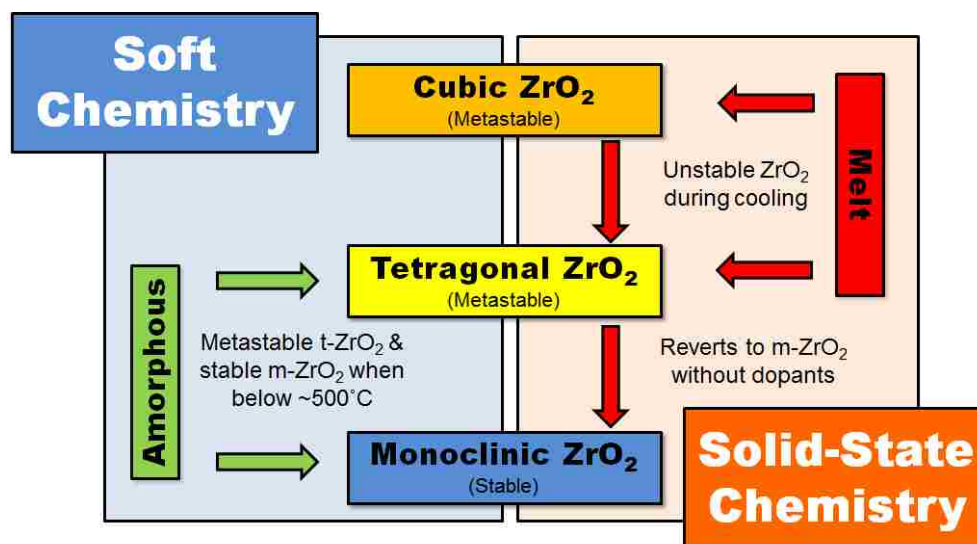 Soft
Chemistry
Cubic ZrO₂
(Metastable)
Unstable ZrO₂
during cooling
Melt
Tetragonal ZrO₂
(Metastable)
Amorphous
Metastable t-ZrO₂ &
stable m-ZrO₂ when
below ~500˚C
Reverts to m-ZrO₂
without dopants
Monoclinic ZrO₂
(Stable)
Solid-State
Chemistry